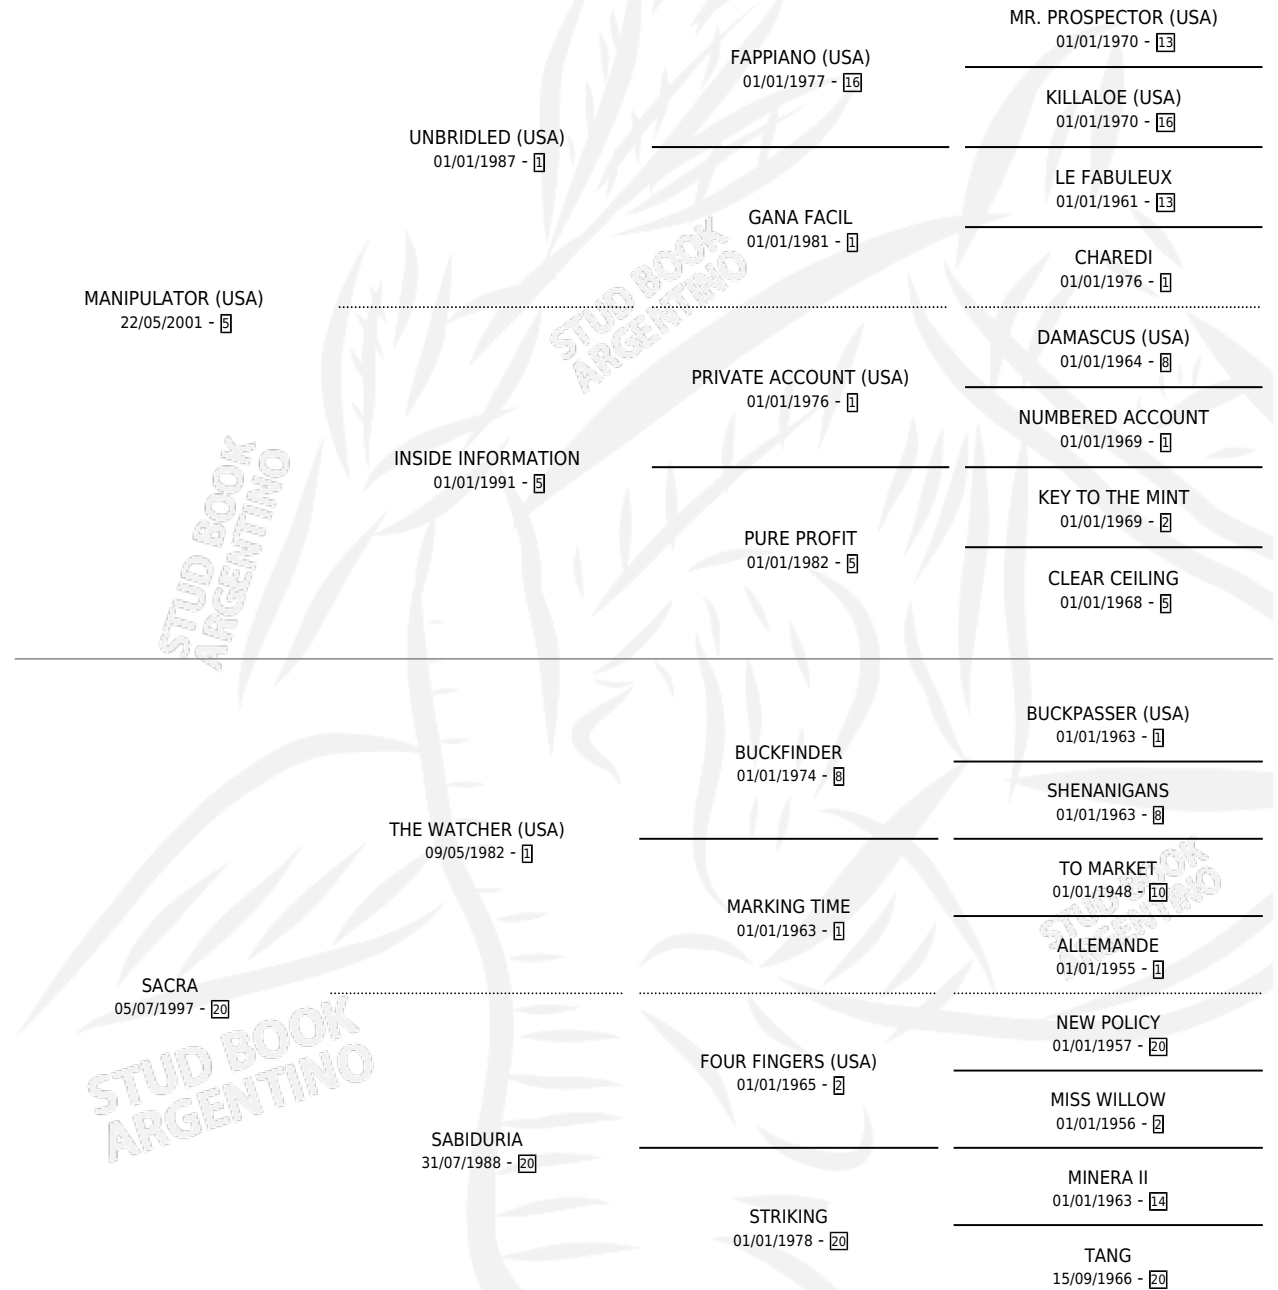 MR. PROSPECTOR (USA)
01/01/1970 - 13
FAPPIANO (USA)
01/01/1977 - 16
KILLALOE (USA)
01/01/1970 - 16
UNBRIDLED (USA)
01/01/1987 - 1
LE FABULEUX
01/01/1961 - 13
GANA FACIL
01/01/1981 - 1
CHAREDI
01/01/1976 - 1
MANIPULATOR (USA)
22/05/2001 - 5
DAMASCUS (USA)
01/01/1964 - 8
PRIVATE ACCOUNT (USA)
01/01/1976 - 1
NUMBERED ACCOUNT
01/01/1969 - 1
INSIDE INFORMATION
01/01/1991 - 5
KEY TO THE MINT
01/01/1969 - 2
PURE PROFIT
01/01/1982 - 5
CLEAR CEILING
01/01/1968 - 5
BUCKPASSER (USA)
01/01/1963 - 1
BUCKFINDER
01/01/1974 - 8
SHENANIGANS
01/01/1963 - 8
THE WATCHER (USA)
09/05/1982 - 1
TO MARKET
01/01/1948 - 10
MARKING TIME
01/01/1963 - 1
ALLEMANDE
01/01/1955 - 1
SACRA
05/07/1997 - 20
NEW POLICY
01/01/1957 - 20
FOUR FINGERS (USA)
01/01/1965 - 2
MISS WILLOW
01/01/1956 - 2
SABIDURIA
31/07/1988 - 20
MINERA II
01/01/1963 - 14
STRIKING
01/01/1978 - 20
TANG
15/09/1966 - 20
STUD BOOK
ARGENTINO
STUD BOOK
ARGENTINO
STUD BOOK
ARGENTINO
STUD BOOK
ARGENTINO